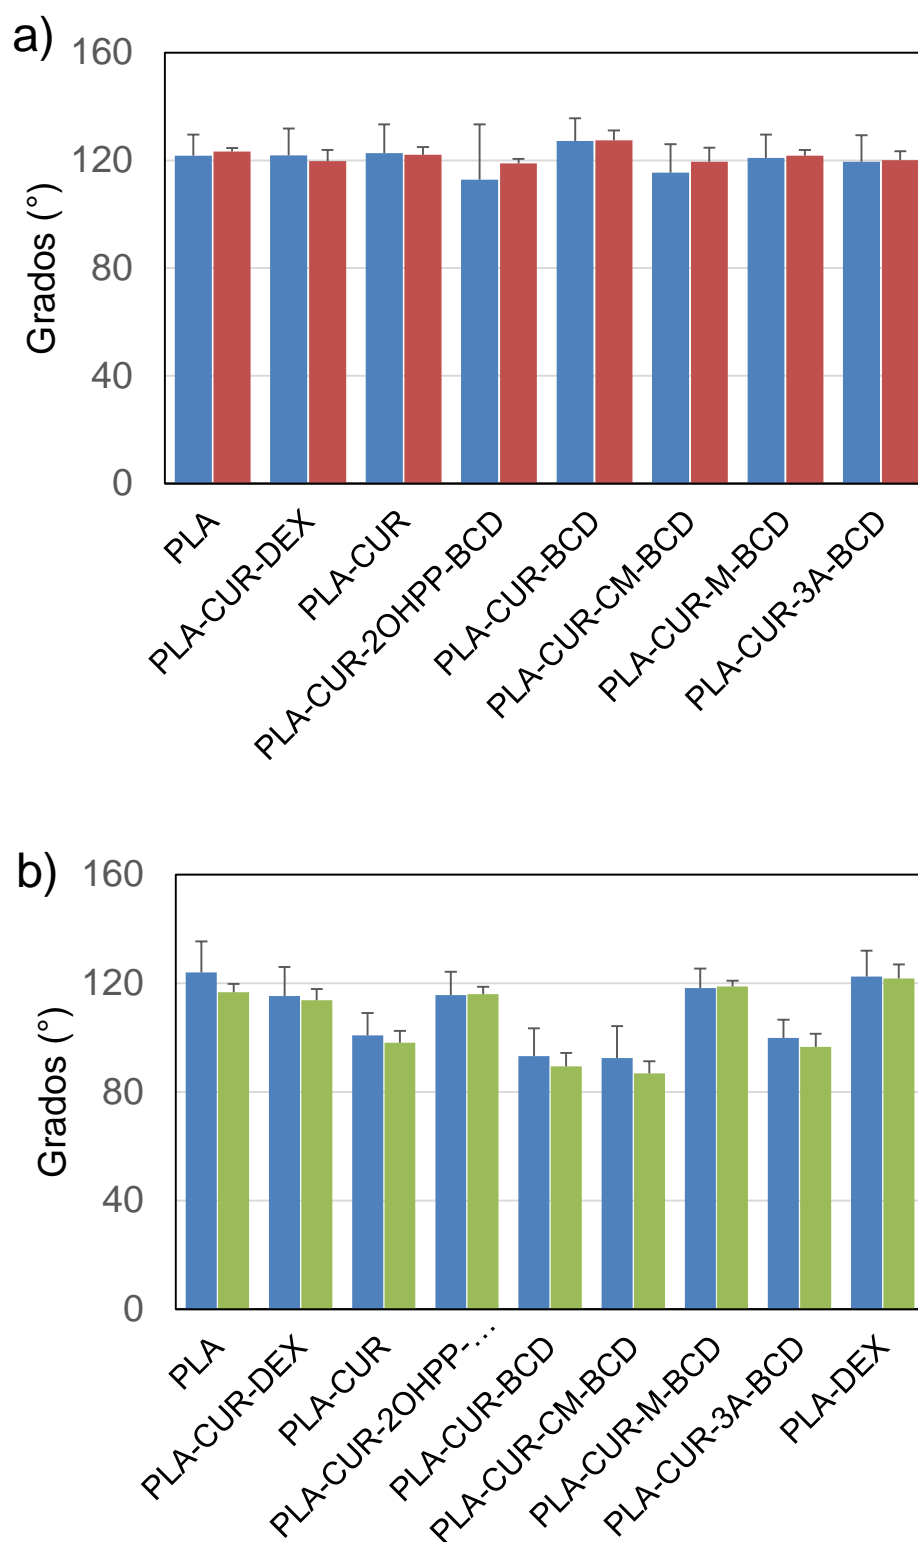 a)
160
120
80
40
0
Grados (°)
PLA
PLA-CUR-DEX
PLA-CUR
PLA-CUR-2OHPP-BCD
PLA-CUR-BCD
PLA-CUR-CM-BCD
PLA-CUR-M-BCD
PLA-CUR-3A-BCD
b)
160
120
80
40
0
Grados (°)
PLA
PLA-CUR-DEX
PLA-CUR
PLA-CUR-2OHPP-…
PLA-CUR-BCD
PLA-CUR-CM-BCD
PLA-CUR-M-BCD
PLA-CUR-3A-BCD
PLA-DEX